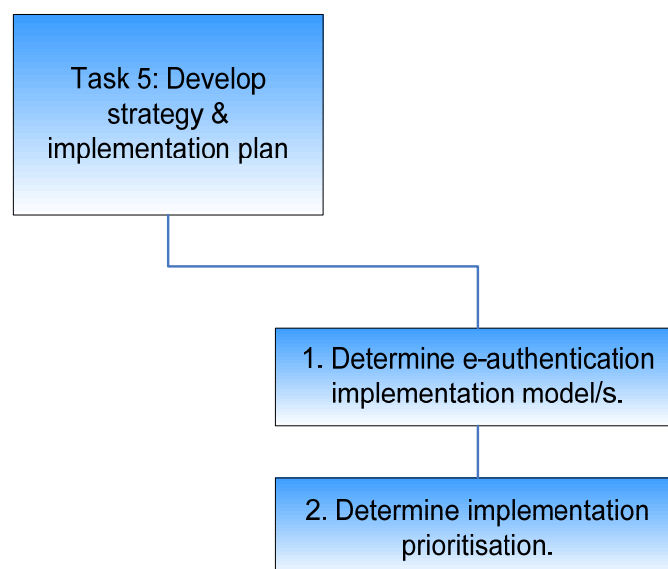 Task 5: Develop
strategy &
implementation plan
1. Determine e-authentication
implementation model/s.
2. Determine implementation
prioritisation.